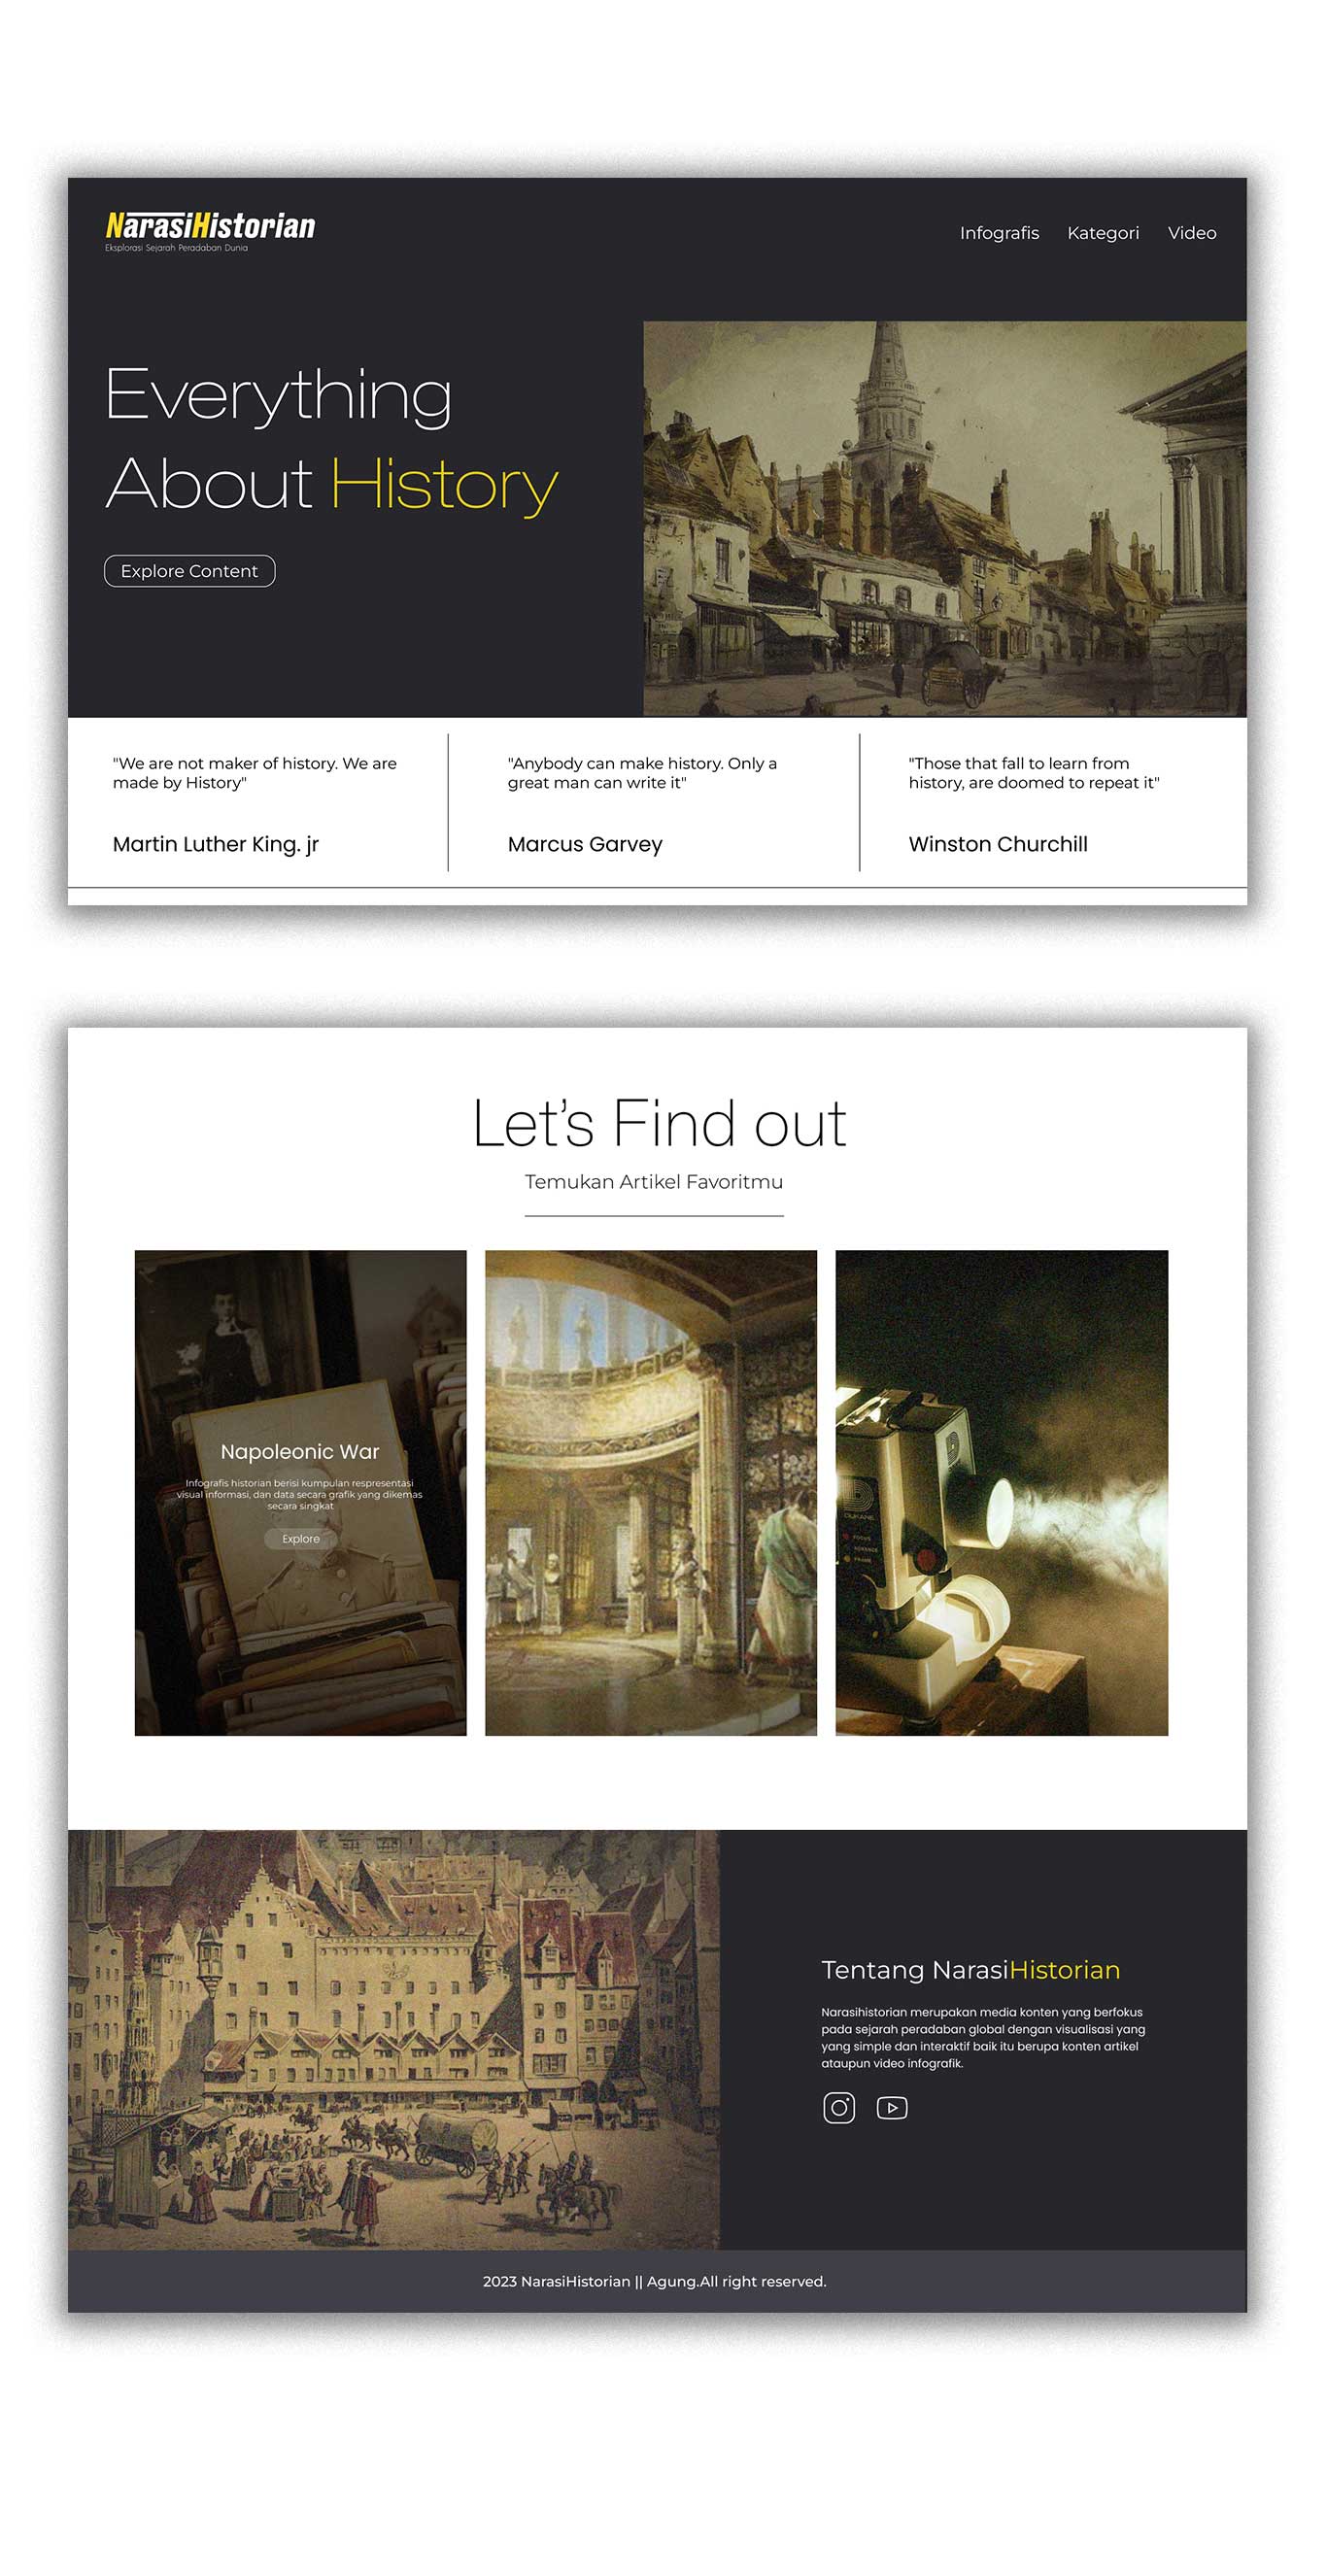 NarasiHistorian
Eksplorasi Sejarah Peradaban Dunia
Infografis Kategori Video
Everything
About History
Explore Content
"We are not maker of history. We are
made by History"
Martin Luther King. jr
"Anybody can make history. Only a
great man can write it"
Marcus Garvey
"Those that fall to learn from
history, are doomed to repeat it"
Winston Churchill
Let's Find out
Temukan Artikel Favoritmu
Napoleonic War
Infografis historian berisi kumpulan respresentasi
visual informasi, dan data secara grafik yang dikemas
secara singkat
Explore
DUKANE
FOCUS
FRAME
Tentang NarasiHistorian
Narasihistorian merupakan media konten yang berfokus
pada sejarah peradaban global dengan visualisasi yang
yang simple dan interaktif baik itu berupa konten artikel
ataupun video infografik.
2023 NarasiHistorian || Agung.All right reserved.